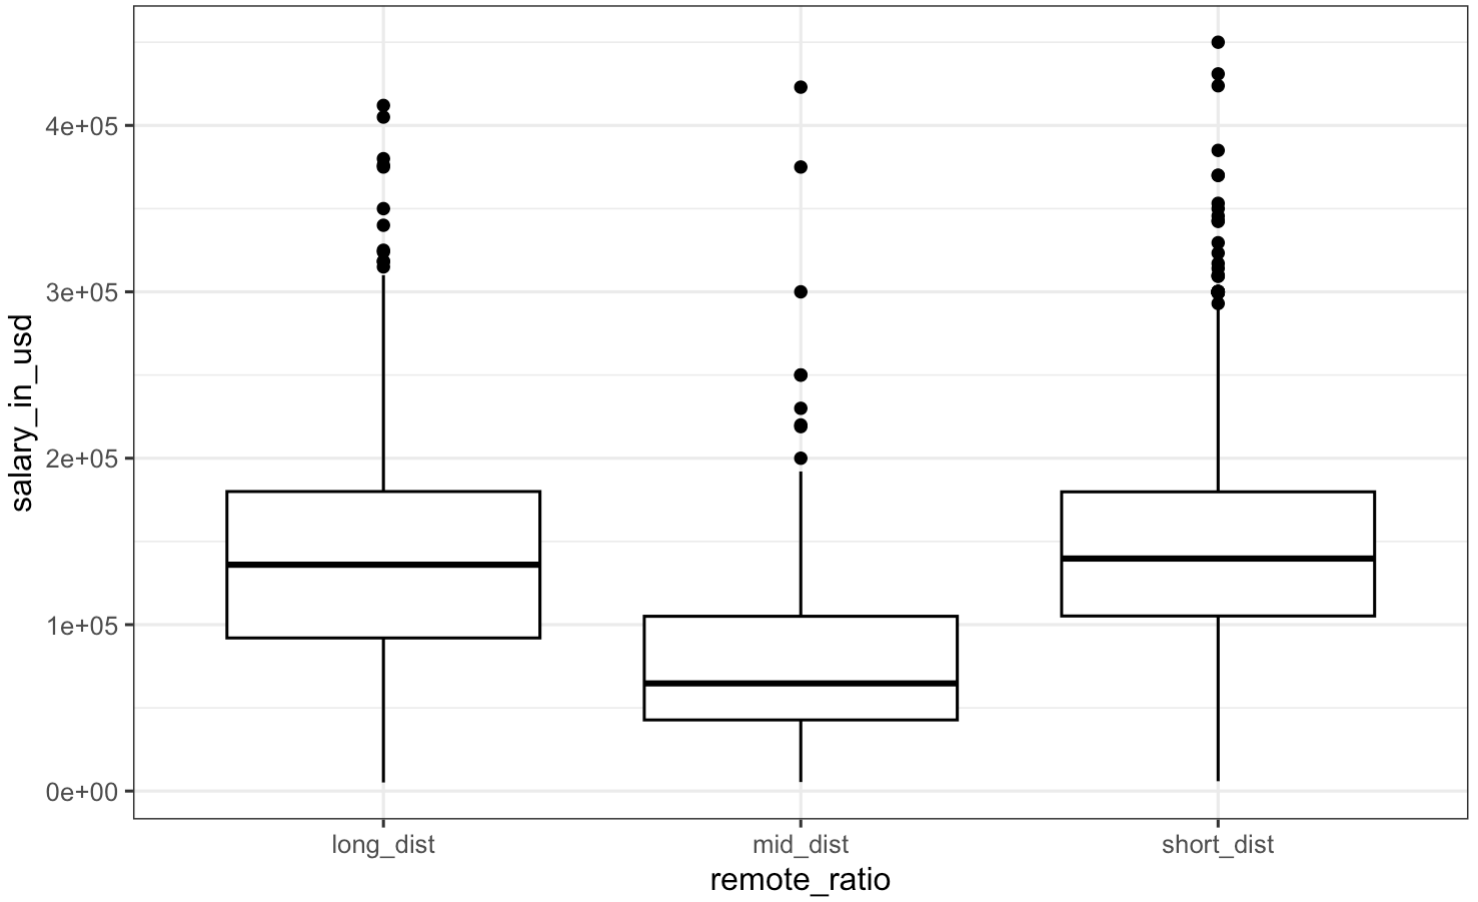 salary_in_usd
4e+05
3e+05
2e+05
1e+05
0e+00
long_dist mid_dist short_dist
remote_ratio